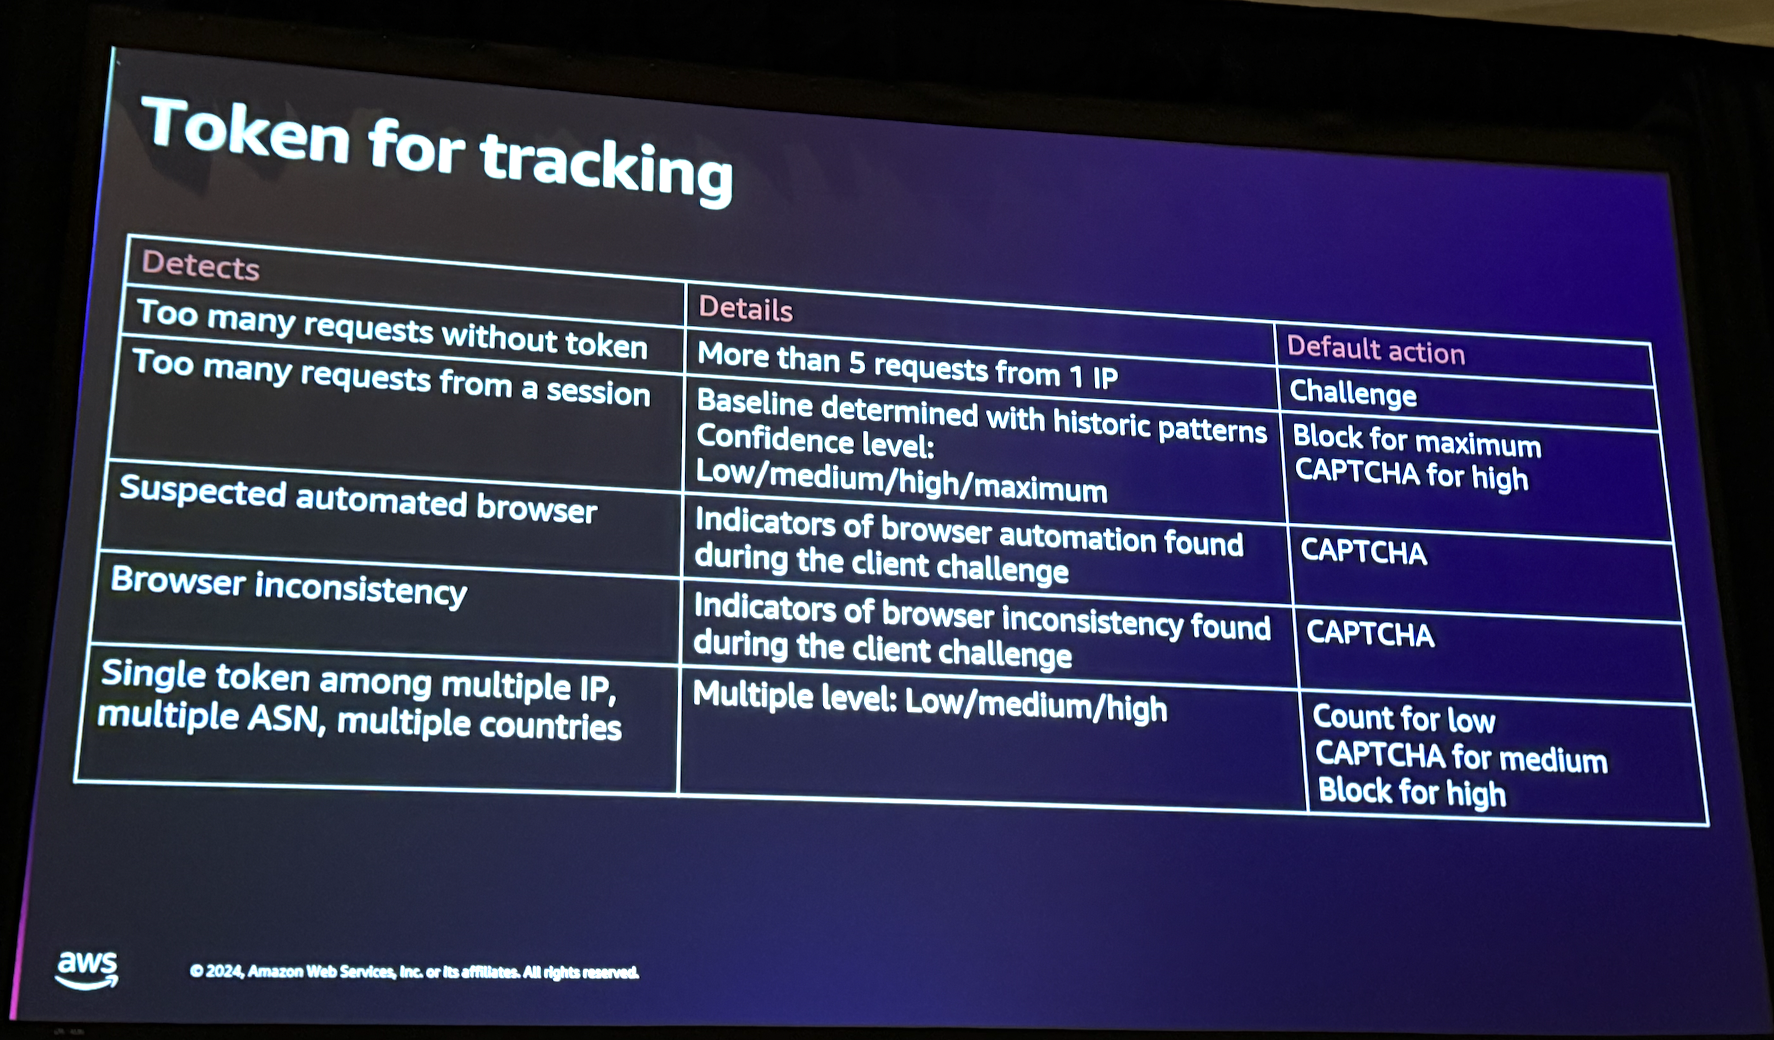 Token for tracking
Detects
Details
Default action
Too many requests without token
More than 5 requests from 1 IP
Challenge
Too many requests from a session
Baseline determined with historic patterns
Confidence level:
Low/medium/high/maximum
Block for maximum
CAPTCHA for high
Suspected automated browser
Indicators of browser automation found
during the client challenge
CAPTCHA
Browser inconsistency
Indicators of browser inconsistency found
during the client challenge
CAPTCHA
Single token among multiple IP,
multiple ASN, multiple countries
Multiple level: Low/medium/high
Count for low
CAPTCHA for medium
Block for high
aws
© 2024, Amazon Web Services, Inc. or its affiliates. All rights reserved.